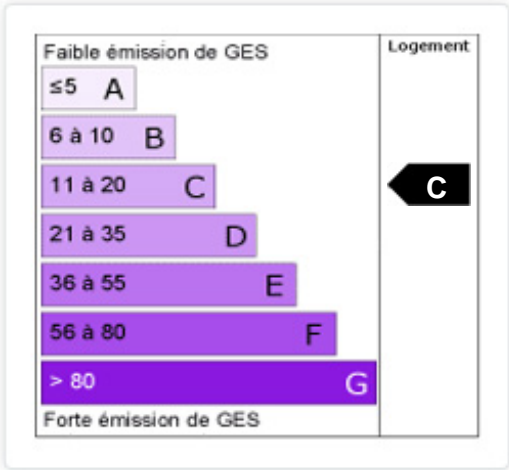 Faible émission de GES
Logement
≤5 A
6 à 10 B
11 à 20 C
C
21 à 35 D
36 à 55 E
56 à 80 F
> 80 G
Forte émission de GES